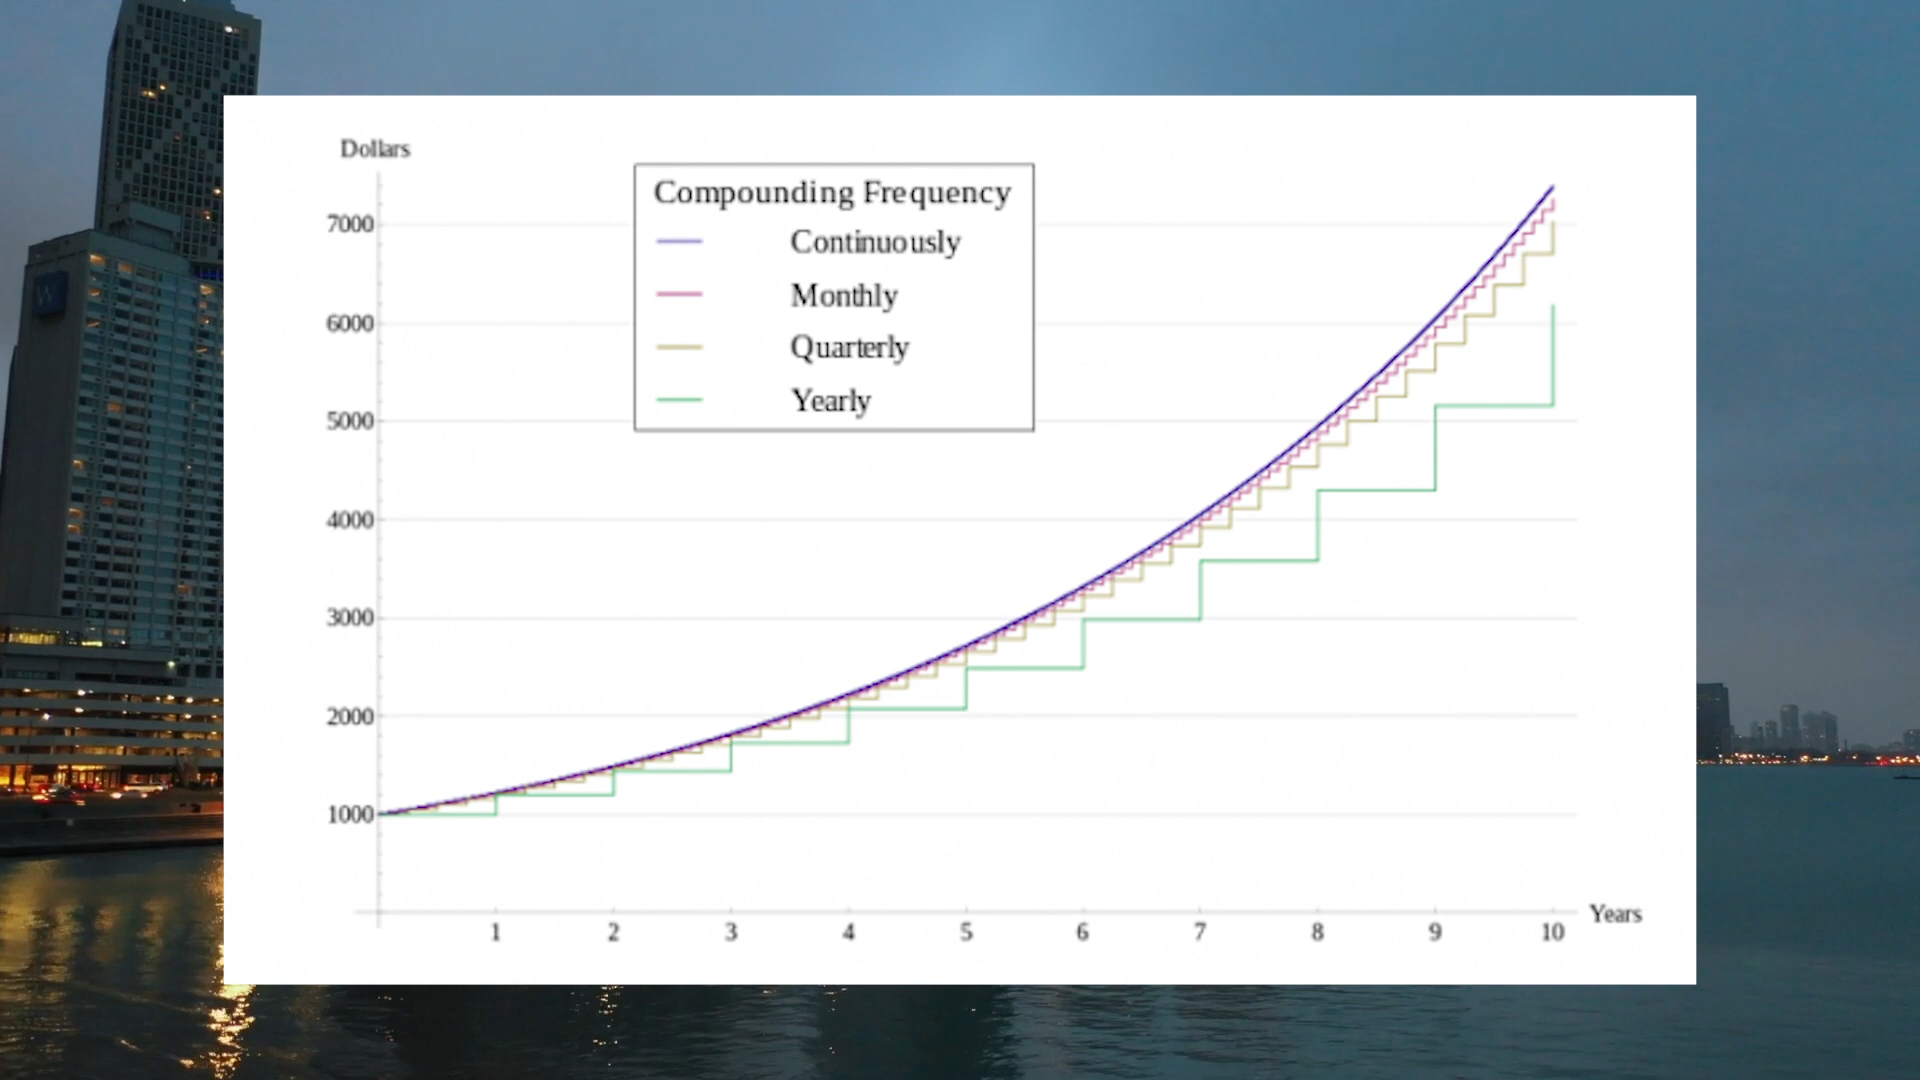 Dollars
Compounding Frequency
Continuously
Monthly
Quarterly
Yearly
7000
6000
5000
4000
3000
2000
1000
1 2 3 4 5 6 7 8 9 10
Years
W